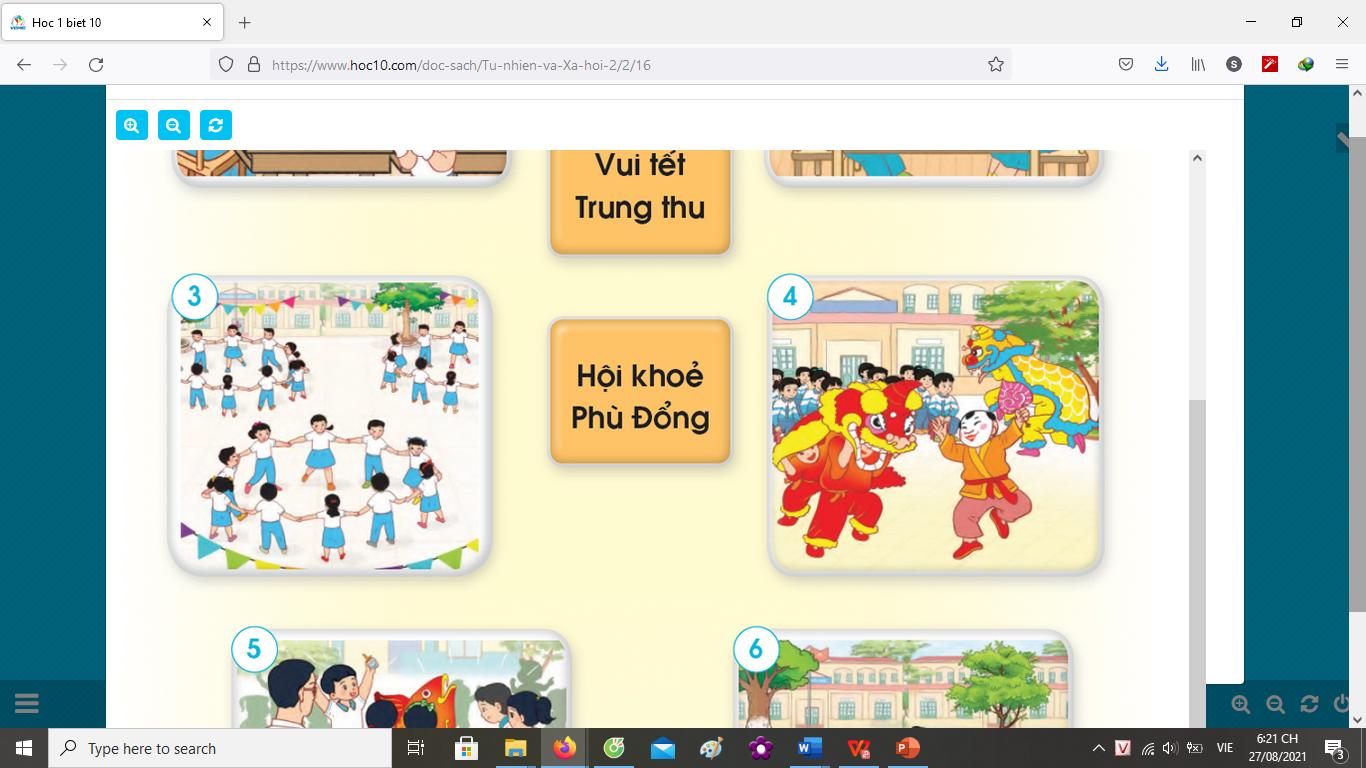 Hoc 1 biet 10
https://www.hoc10.com/doc-sach/Tu-nhien-va-Xa-hoi-2/2/16
S
Vui tết
Trung thu
3
4
Hội khoẻ
Phù Đổng
5
6
Type here to search
VIE
6:21 CH
27/08/2021
3